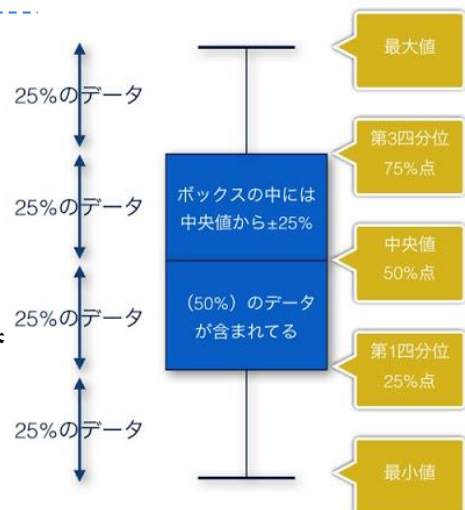 25%のデータ
25%のデータ
25%のデータ
25%のデータ
ボックスの中には
中央値から±25%
（50%）のデータ
が含まれてる
最大値
第3四分位
75%点
中央値
50%点
第1四分位
25%点
最小値